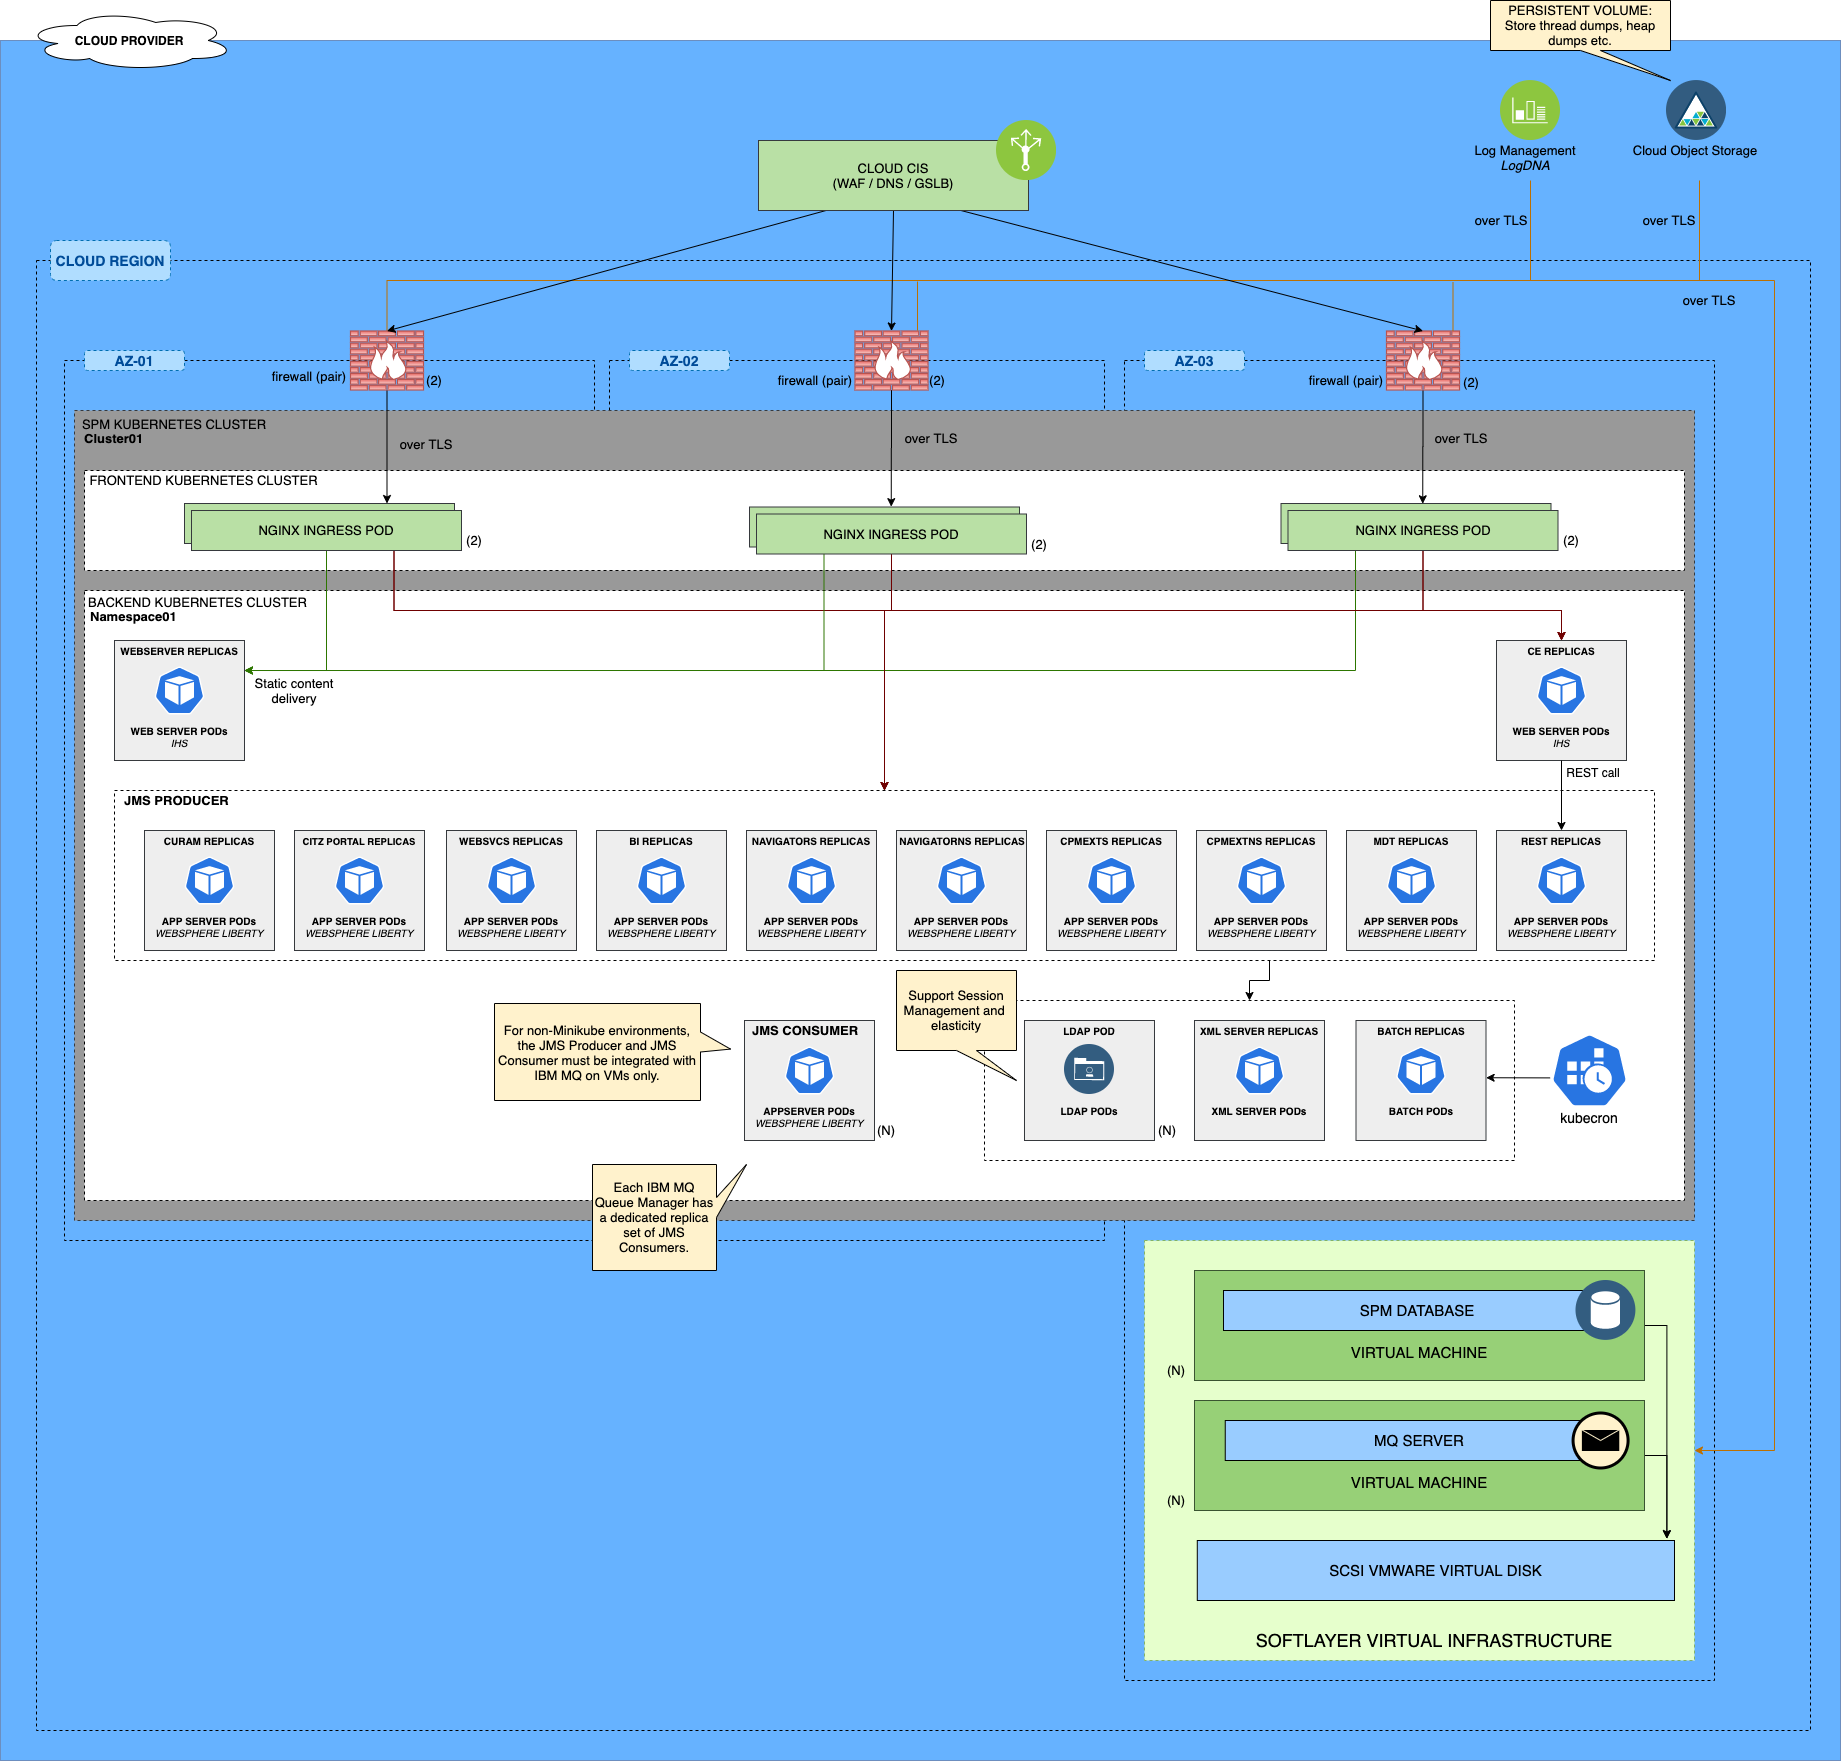 PERSISTENT VOLUME:
Store thread dumps, heap
dumps etc.
CLOUD PROVIDER
Log Management
LogDNA
Cloud Object Storage
CLOUD CIS
(WAF / DNS / GSLB)
over TLS
over TLS
CLOUD REGION
over TLS
AZ-01
firewall (pair)
(2)
AZ-02
firewall (pair)
(2)
AZ-03
firewall (pair)
(2)
SPM KUBERNETES CLUSTER
Cluster01
over TLS
over TLS
over TLS
FRONTEND KUBERNETES CLUSTER
NGINX INGRESS POD
(2)
NGINX INGRESS POD
(2)
NGINX INGRESS POD
(2)
BACKEND KUBERNETES CLUSTER
Namespace01
WEBSERVER REPLICAS
WEB SERVER PODs
IHS
Static content
delivery
CE REPLICAS
WEB SERVER PODs
IHS
REST call
JMS PRODUCER
CURAM REPLICAS
APP SERVER PODs
WEBSPHERE LIBERTY
CITZ PORTAL REPLICAS
APP SERVER PODs
WEBSPHERE LIBERTY
WEBSVCS REPLICAS
APP SERVER PODs
WEBSPHERE LIBERTY
BI REPLICAS
APP SERVER PODs
WEBSPHERE LIBERTY
NAVIGATORS REPLICAS
APP SERVER PODs
WEBSPHERE LIBERTY
NAVIGATORNS REPLICAS
APP SERVER PODs
WEBSPHERE LIBERTY
CPMEXTS REPLICAS
APP SERVER PODs
WEBSPHERE LIBERTY
CPMEXTNS REPLICAS
APP SERVER PODs
WEBSPHERE LIBERTY
MDT REPLICAS
APP SERVER PODs
WEBSPHERE LIBERTY
REST REPLICAS
APP SERVER PODs
WEBSPHERE LIBERTY
For non-Minikube environments,
the JMS Producer and JMS
Consumer must be integrated with
IBM MQ on VMs only.
JMS CONSUMER
APPSERVER PODs
WEBSPHERE LIBERTY
(N)
Support Session
Management and
elasticity
LDAP POD
LDAP PODs
(N)
XML SERVER REPLICAS
XML SERVER PODs
BATCH REPLICAS
BATCH PODs
kubecron
Each IBM MQ
Queue Manager has
a dedicated replica
set of JMS
Consumers.
SPM DATABASE
VIRTUAL MACHINE
(N)
MQ SERVER
VIRTUAL MACHINE
(N)
SCSI VMWARE VIRTUAL DISK
SOFTLAYER VIRTUAL INFRASTRUCTURE